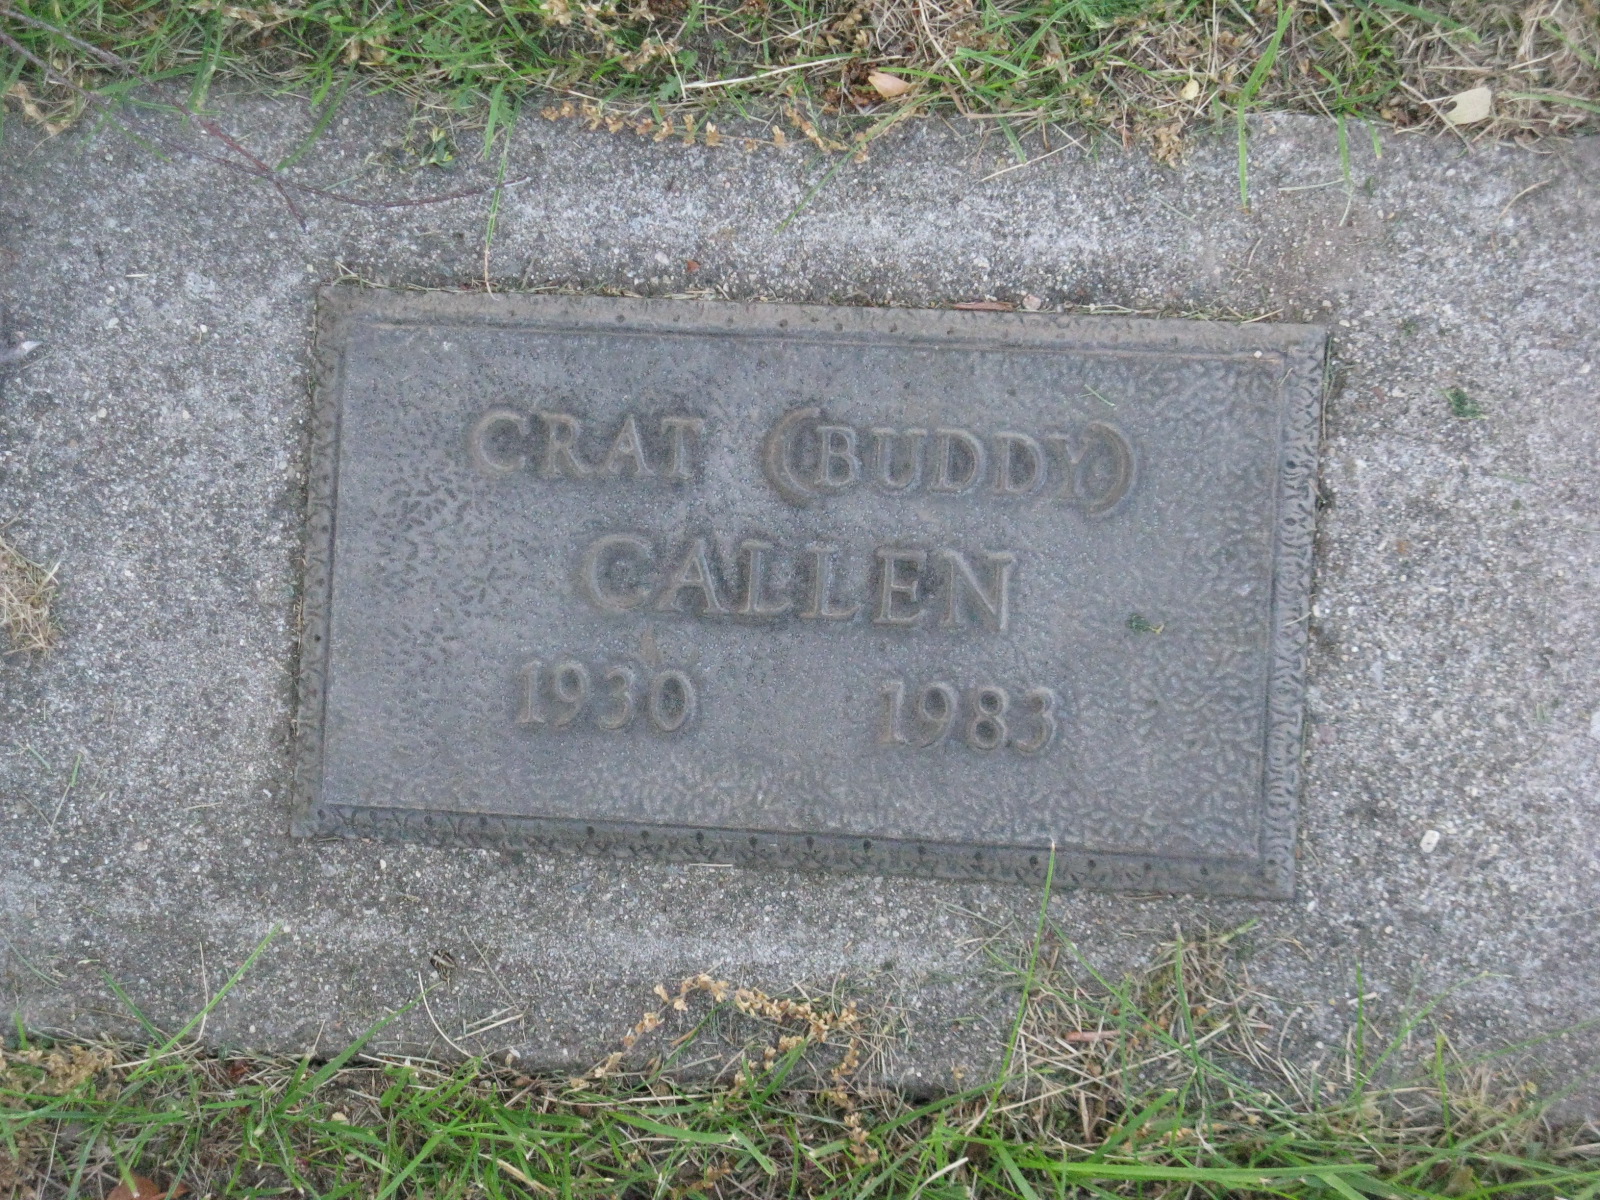 CRAT (BUDDY)
CALLEN
1930 1983